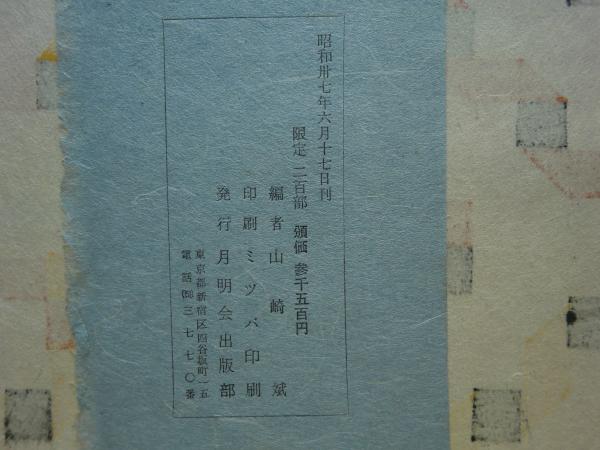 昭和卅七年六月十七日刊
限定 二百部 頒価 参千五百円
編者 山崎 斌
印刷 ミツバ印刷
発行 月明会出版部
東京都新宿区四谷塩町一ノ五
電話(35)三七七〇番